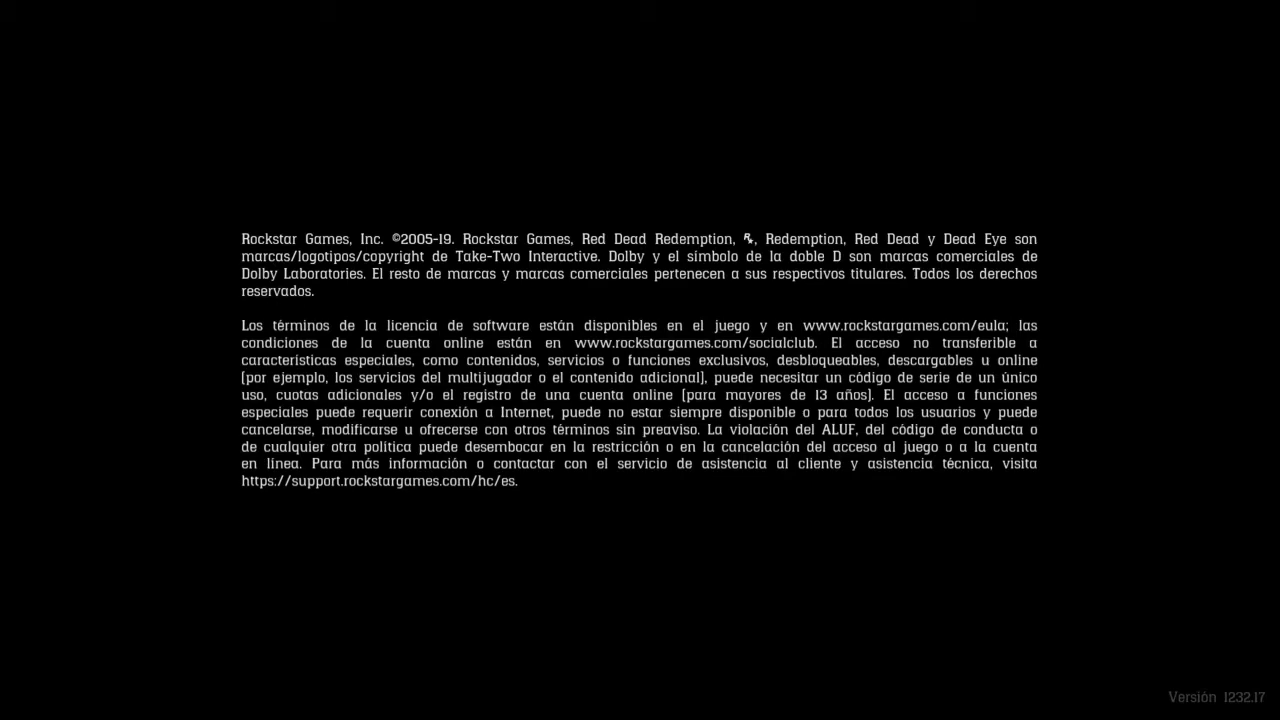 Rockstar Games, Inc. ©2005-19. Rockstar Games, Red Dead Redemption, R★, Redemption, Red Dead y Dead Eye son
marcas/logotipos/copyright de Take-Two Interactive. Dolby y el símbolo de la doble D son marcas comerciales de
Dolby Laboratories. El resto de marcas y marcas comerciales pertenecen a sus respectivos titulares. Todos los derechos
reservados.
Los términos de la licencia de software están disponibles en el juego y en www.rockstargames.com/eula; las
condiciones de la cuenta online están en www.rockstargames.com/socialclub. El acceso no transferible a
características especiales, como contenidos, servicios o funciones exclusivos, desbloqueables, descargables u online
(por ejemplo, los servicios del multijugador o el contenido adicional), puede necesitar un código de serie de un único
uso, cuotas adicionales y/o el registro de una cuenta online (para mayores de 13 años). El acceso a funciones
especiales puede requerir conexión a Internet, puede no estar siempre disponible o para todos los usuarios y puede
cancelarse, modificarse u ofrecerse con otros términos sin preaviso. La violación del ALUF, del código de conducta o
de cualquier otra política puede desembocar en la restricción o en la cancelación del acceso al juego o a la cuenta
en línea. Para más información o contactar con el servicio de asistencia al cliente y asistencia técnica, visita
https://support.rockstargames.com/hc/es.
Versión 1232.17